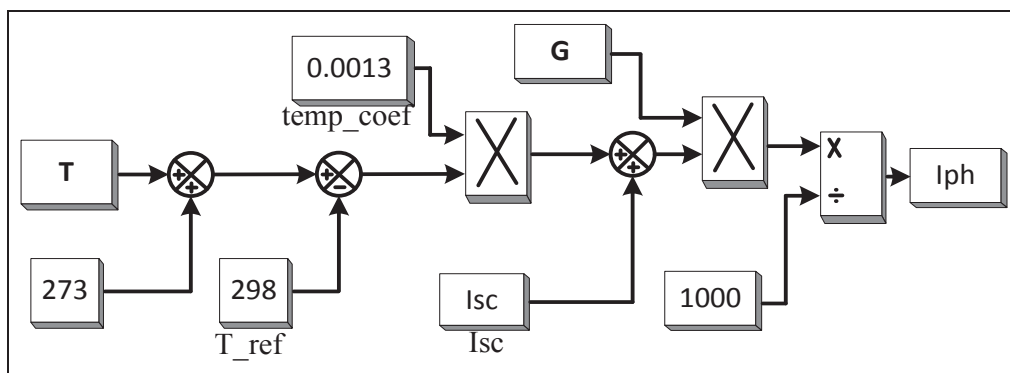 0.0013
temp_coef
G
T
273
298
T_ref
Isc
Isc
1000
Iph